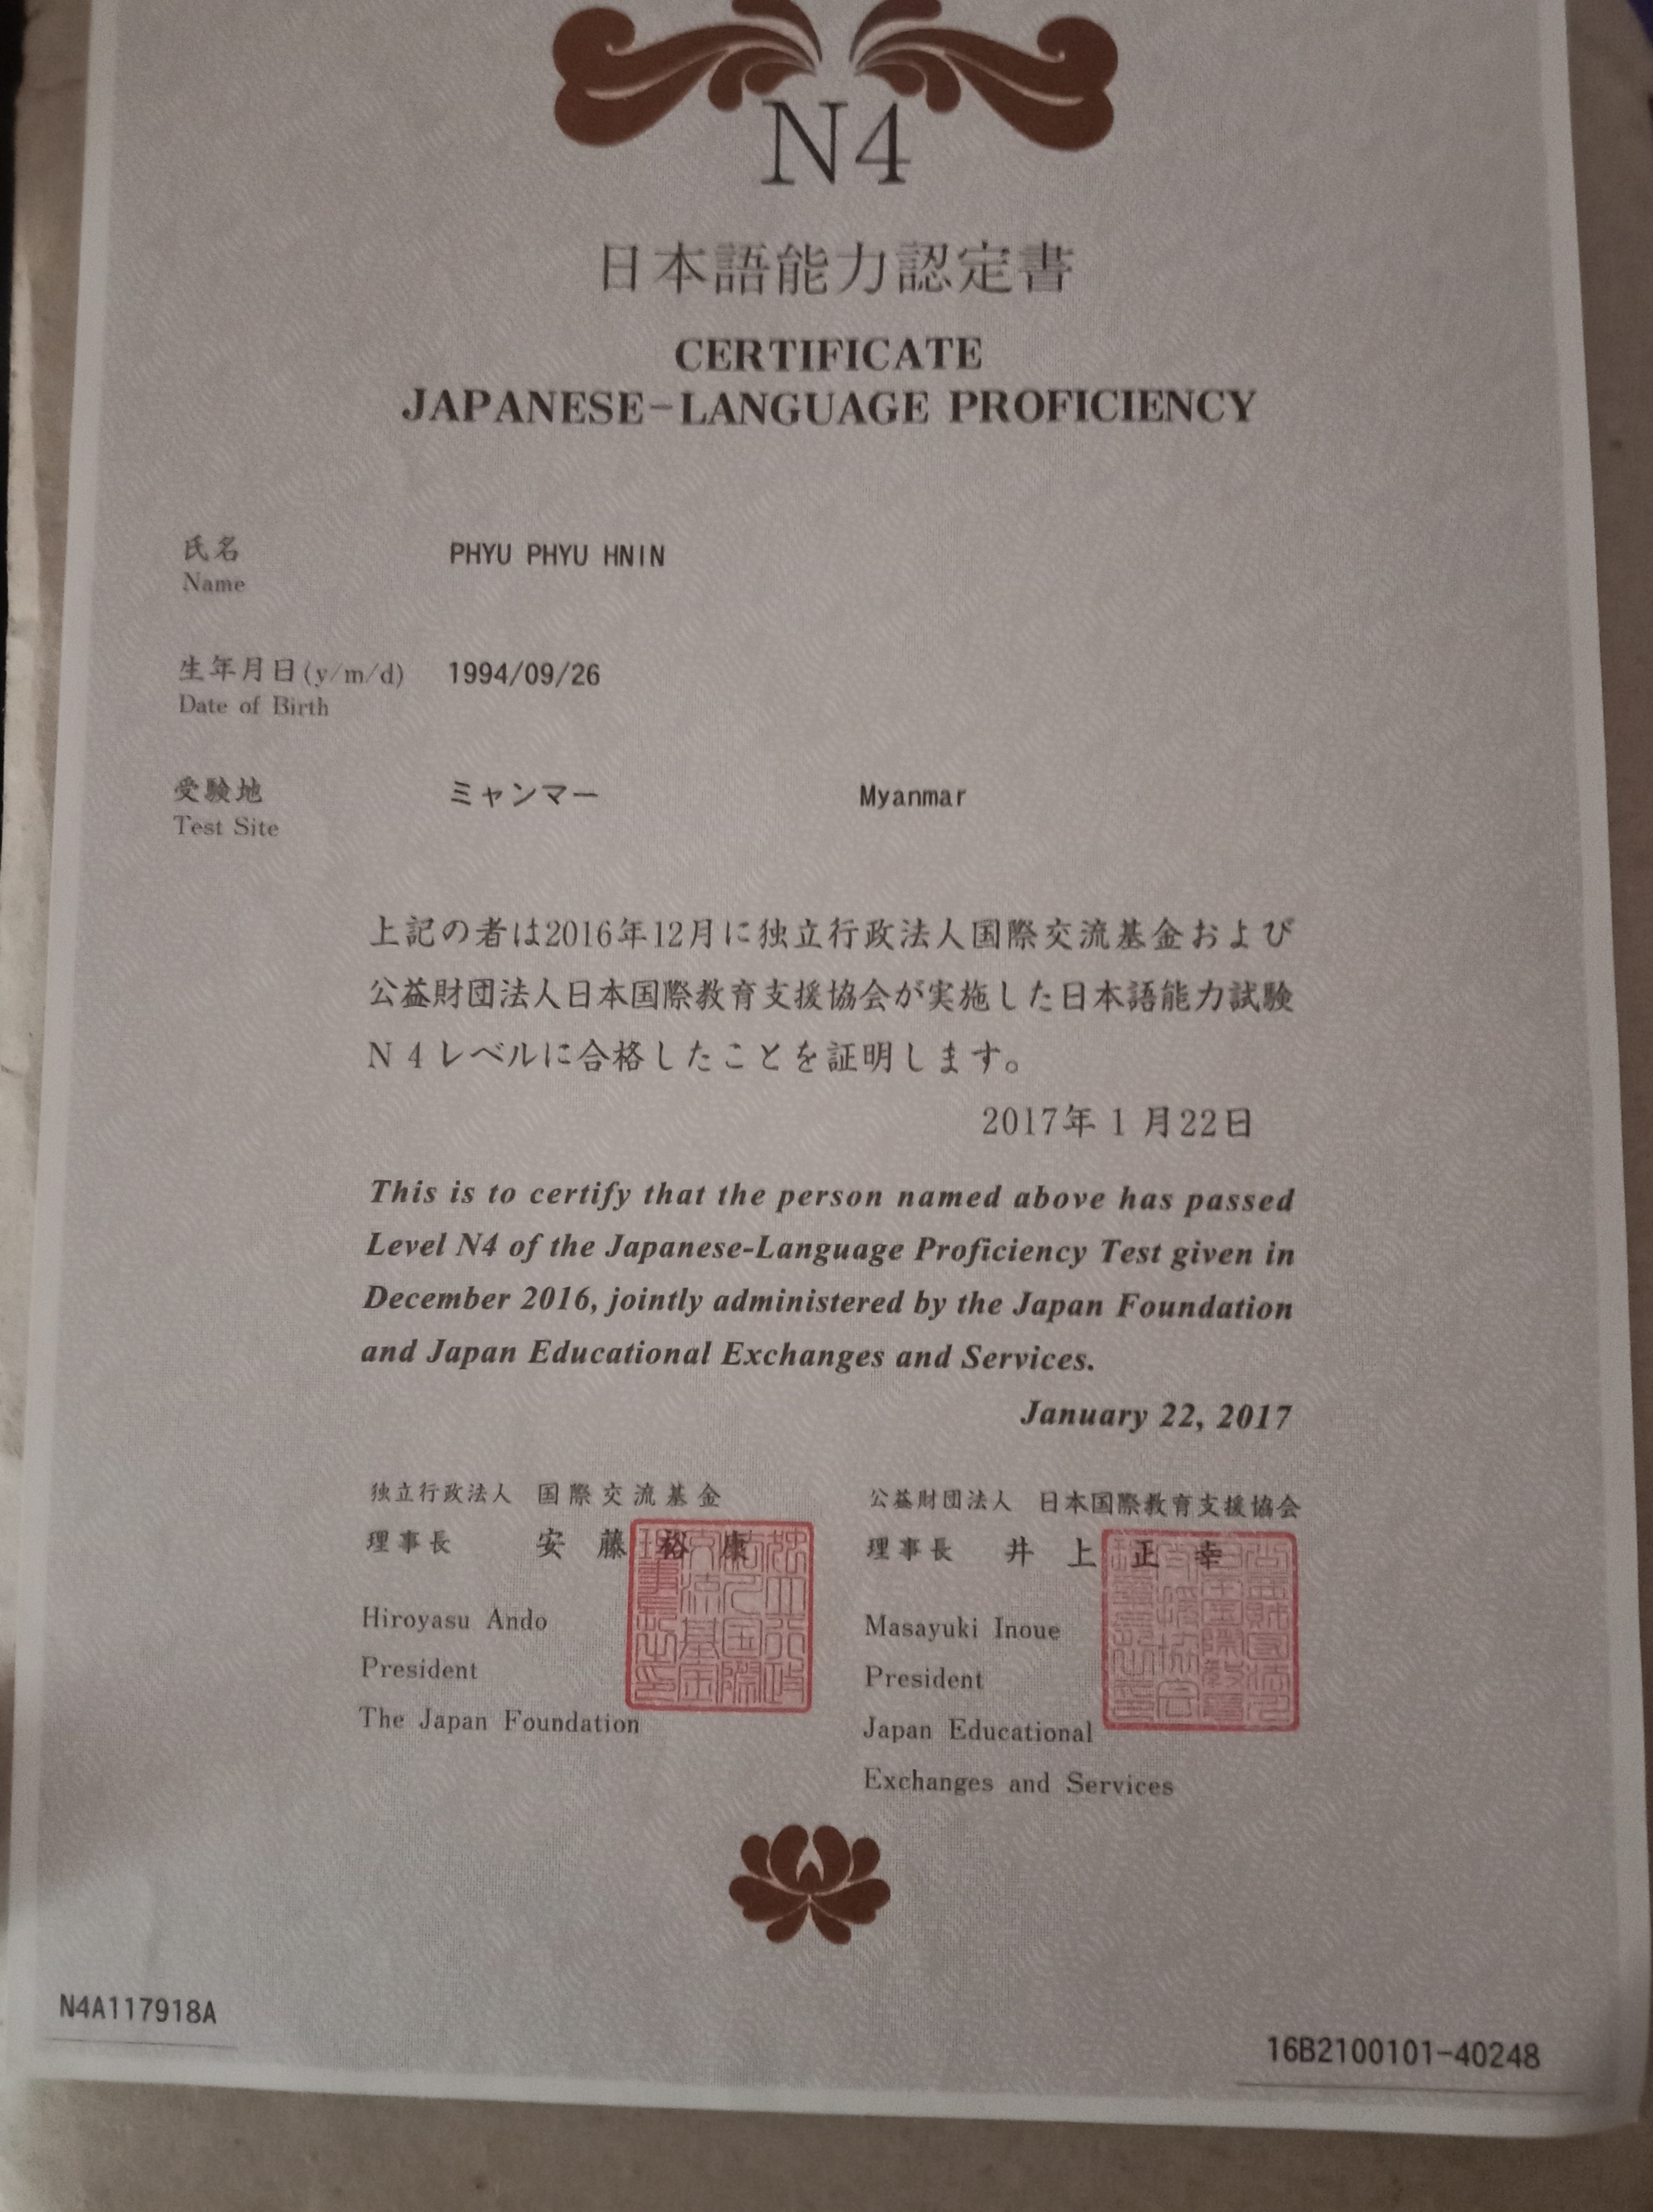 N4
日本語能力認定書
CERTIFICATE
JAPANESE-LANGUAGE PROFICIENCY
氏名 PHYU PHYU HNIN
Name
生年月日(y/m/d) 1994/09/26
Date of Birth
受験地 ミャンマー Myanmar
Test Site
上記の者は2016年12月に独立行政法人国際交流基金および
公益財団法人日本国際教育支援協会が実施した日本語能力試験
N4レベルに合格したことを証明します。
2017年1月22日
This is to certify that the person named above has passed
Level N4 of the Japanese-Language Proficiency Test given in
December 2016, jointly administered by the Japan Foundation
and Japan Educational Exchanges and Services.
January 22, 2017
独立行政法人 国際交流基金
理事長 安藤裕康
Hiroyasu Ando
President
The Japan Foundation
公益財団法人 日本国際教育支援協会
理事長 井上正幸
Masayuki Inoue
President
Japan Educational
Exchanges and Services
N4A117918A
16B2100101-40248